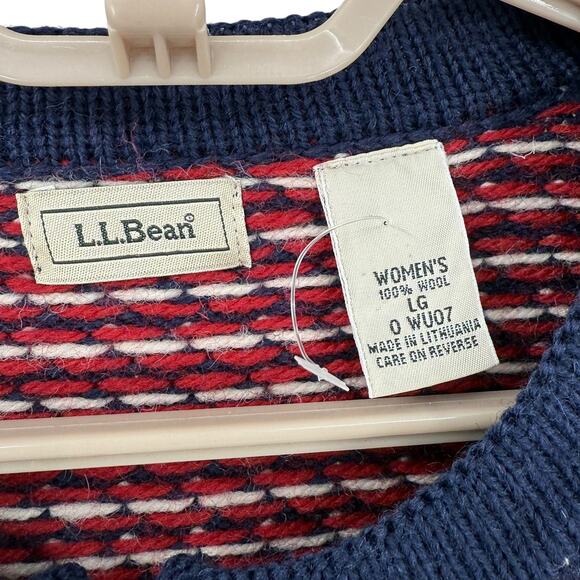 L.L.Bean®
WOMEN'S
100% WOOL
LG
0 WU07
MADE IN LITHUANIA
CARE ON REVERSE